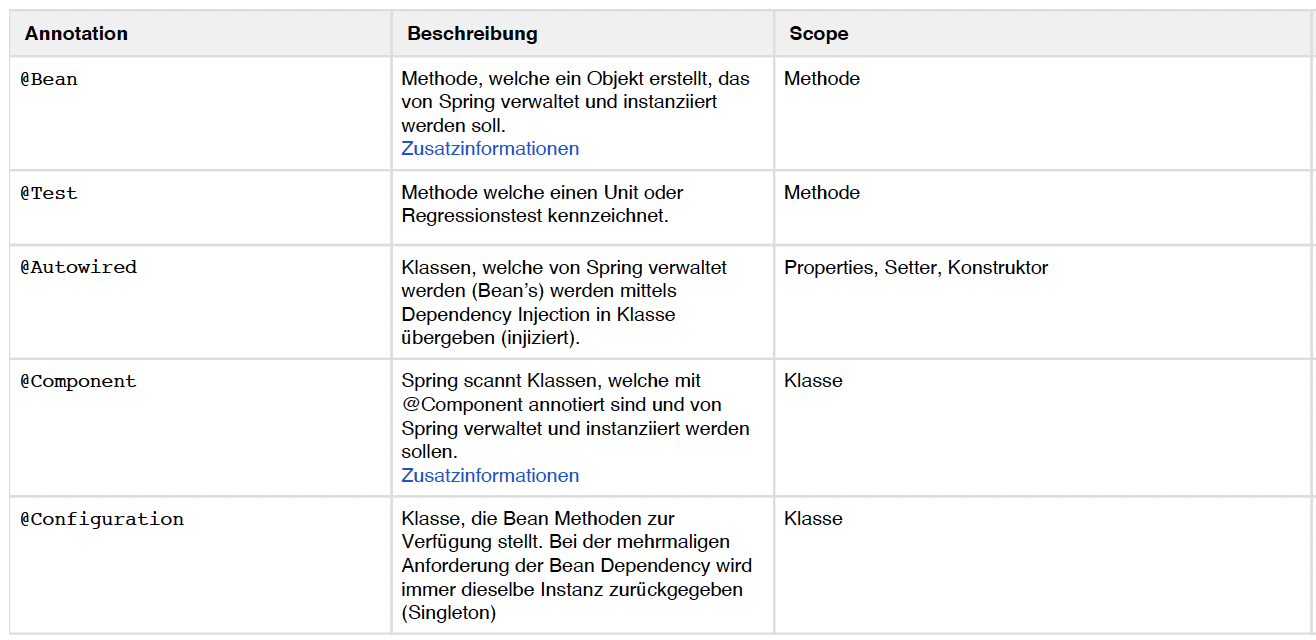 Annotation Beschreibung Scope
@Bean Methode, welche ein Objekt erstellt, das Methode
von Spring verwaltet und instanziiert
werden soll.
Zusatzinformationen
@Test Methode welche einen Unit oder Methode
Regressionstest kennzeichnet.
@Autowired Klassen, welche von Spring verwaltet Properties, Setter, Konstruktor
werden (Bean's) werden mittels
Dependency Injection in Klasse
übergeben (injiziert).
@Component Spring scannt Klassen, welche mit Klasse
@Component annotiert sind und von
Spring verwaltet und instanziiert werden
sollen.
Zusatzinformationen
@Configuration Klasse, die Bean Methoden zur Klasse
Verfügung stellt. Bei der mehrmaligen
Anforderung der Bean Dependency wird
immer dieselbe Instanz zurückgegeben
(Singleton)